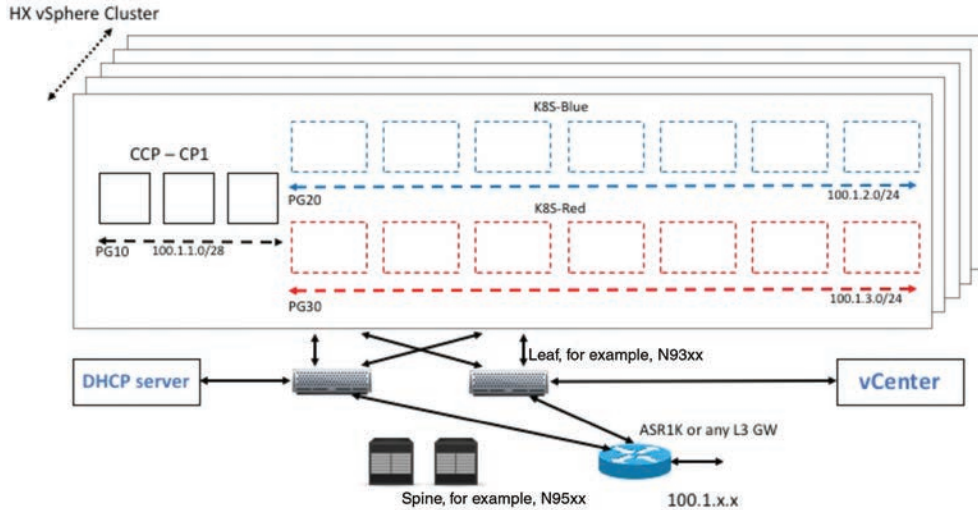 HX vSphere Cluster
K8S-Blue
CCP – CP1
PG20
100.1.2.0/24
K8S-Red
PG10
100.1.1.0/28
PG30
100.1.3.0/24
Leaf, for example, N93xx
DHCP server
vCenter
ASR1K or any L3 GW
Spine, for example, N95xx
100.1.x.x